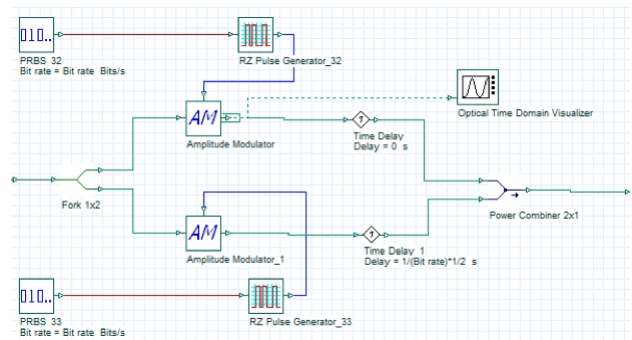 010..
PRBS 32
Bit rate = Bit rate Bits/s
RZ Pulse Generator_32
AM
Amplitude Modulator
Optical Time Domain Visualizer
Time Delay
Delay = 0 s
Fork 1x2
Power Combiner 2x1
AM
Amplitude Modulator_1
Time Delay 1
Delay = 1/(Bit rate)*1/2 s
010..
PRBS 33
Bit rate = Bit rate Bits/s
RZ Pulse Generator_33